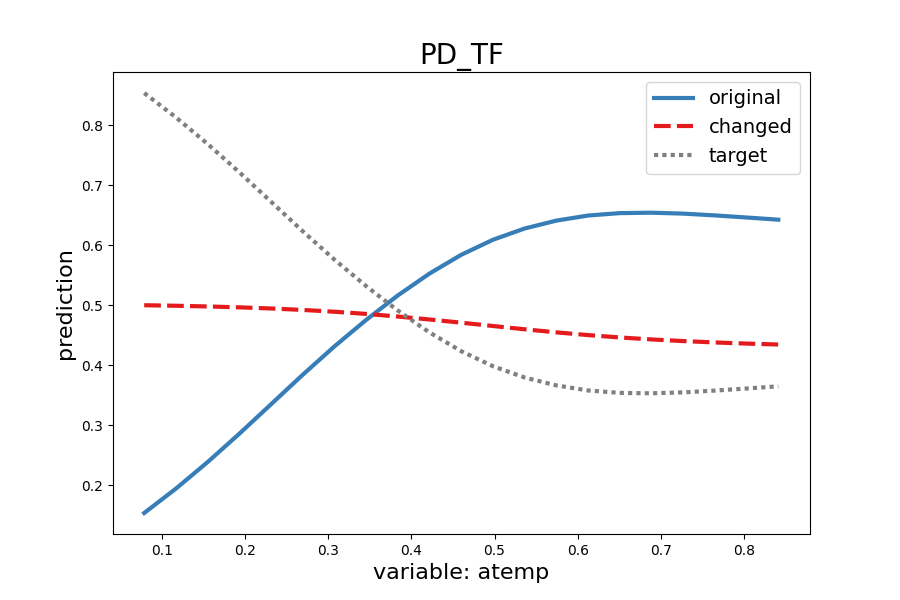 PD_TF
original
changed
target
prediction
0.8
0.7
0.6
0.5
0.4
0.3
0.2
0.1 0.2 0.3 0.4 0.5 0.6 0.7 0.8
variable: atemp